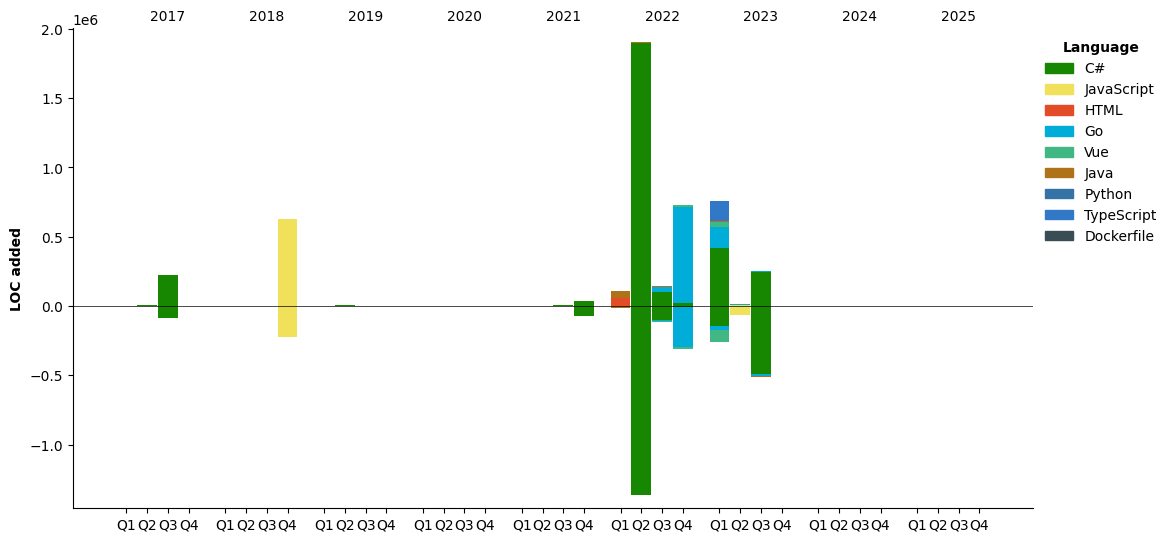 1e6
2017 2018 2019 2020 2021 2022 2023 2024 2025
2.0
1.5
1.0
0.5
0.0
−0.5
−1.0
LOC added
Q1 Q2 Q3 Q4 Q1 Q2 Q3 Q4 Q1 Q2 Q3 Q4 Q1 Q2 Q3 Q4 Q1 Q2 Q3 Q4 Q1 Q2 Q3 Q4 Q1 Q2 Q3 Q4 Q1 Q2 Q3 Q4 Q1 Q2 Q3 Q4
Language
C#
JavaScript
HTML
Go
Vue
Java
Python
TypeScript
Dockerfile